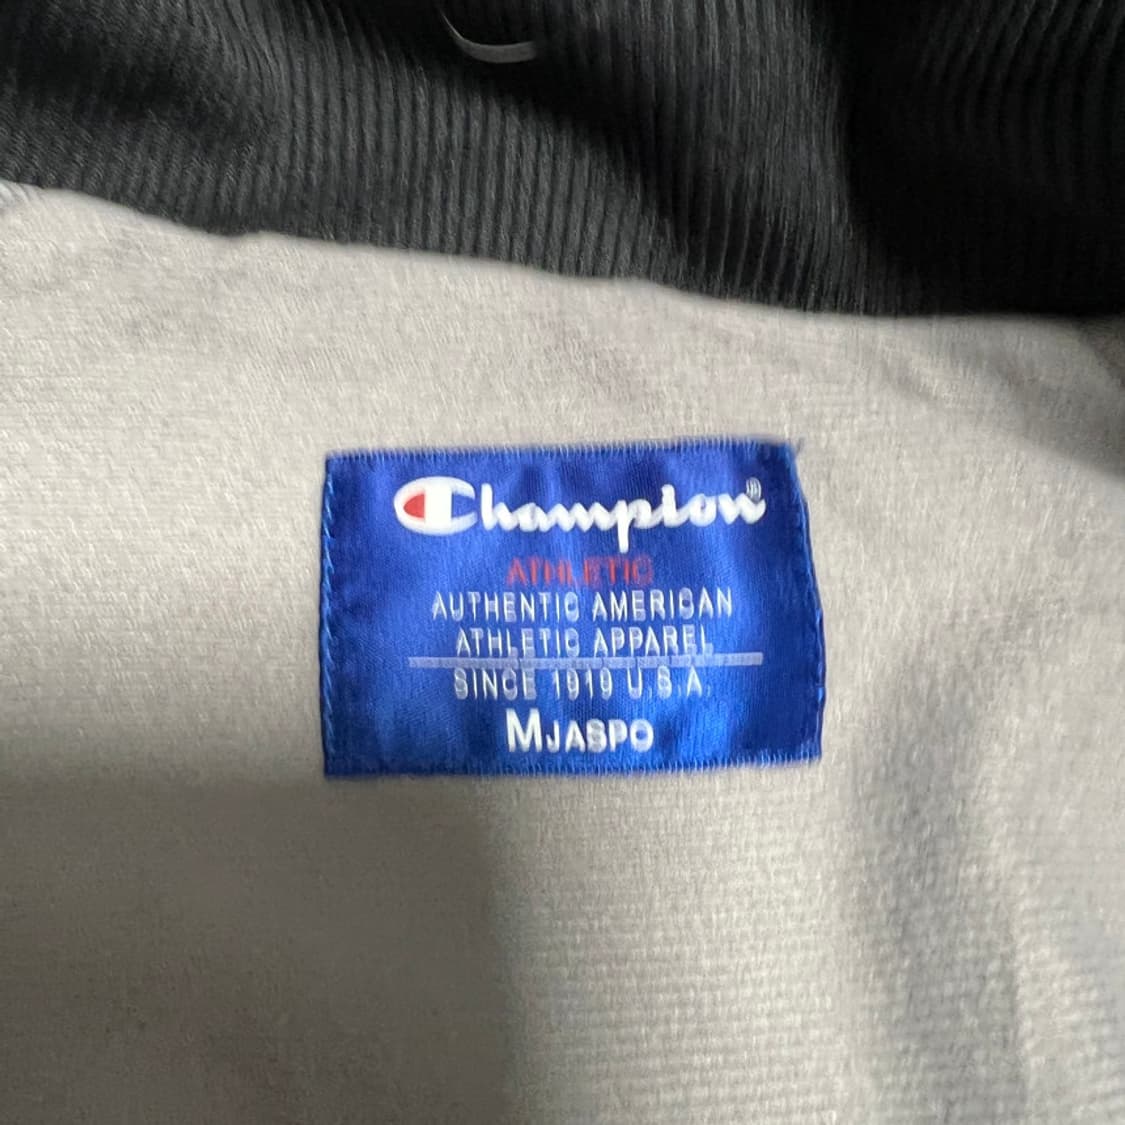 Champion®
ATHLETIC
AUTHENTIC AMERICAN
ATHLETIC APPAREL
SINCE 1919 U.S.A.
MJASPO